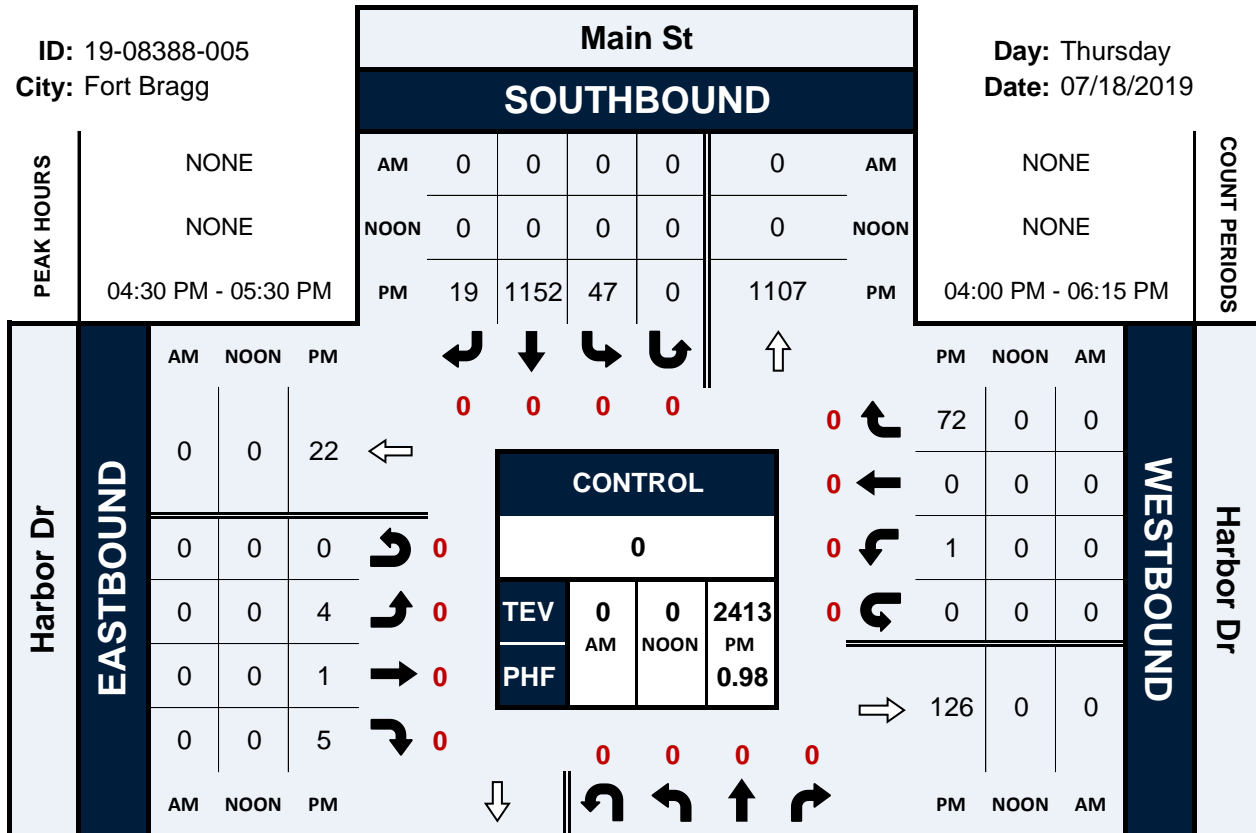 ID: 19-08388-005
City: Fort Bragg
Main St
SOUTHBOUND
Day: Thursday
Date: 07/18/2019
PEAK HOURS
NONE
NONE
04:30 PM - 05:30 PM
AM 0 0 0 0 0 AM
NOON 0 0 0 0 0 NOON
PM 19 1152 47 0 1107 PM
NONE
NONE
04:00 PM - 06:15 PM
COUNT PERIODS
Harbor Dr
EASTBOUND
AM NOON PM
0 0 22
0 0 0 0
0 0 4 0
0 0 1 0
0 0 5 0
AM NOON PM
0 0 0 0
CONTROL
0
TEV 0 0 2413
AM NOON PM
PHF 0.98
0 0 0 0
PM NOON AM
0 72 0 0
0 0 0 0
0 1 0 0
0 0 0 0
126 0 0
PM NOON AM
WESTBOUND
Harbor Dr